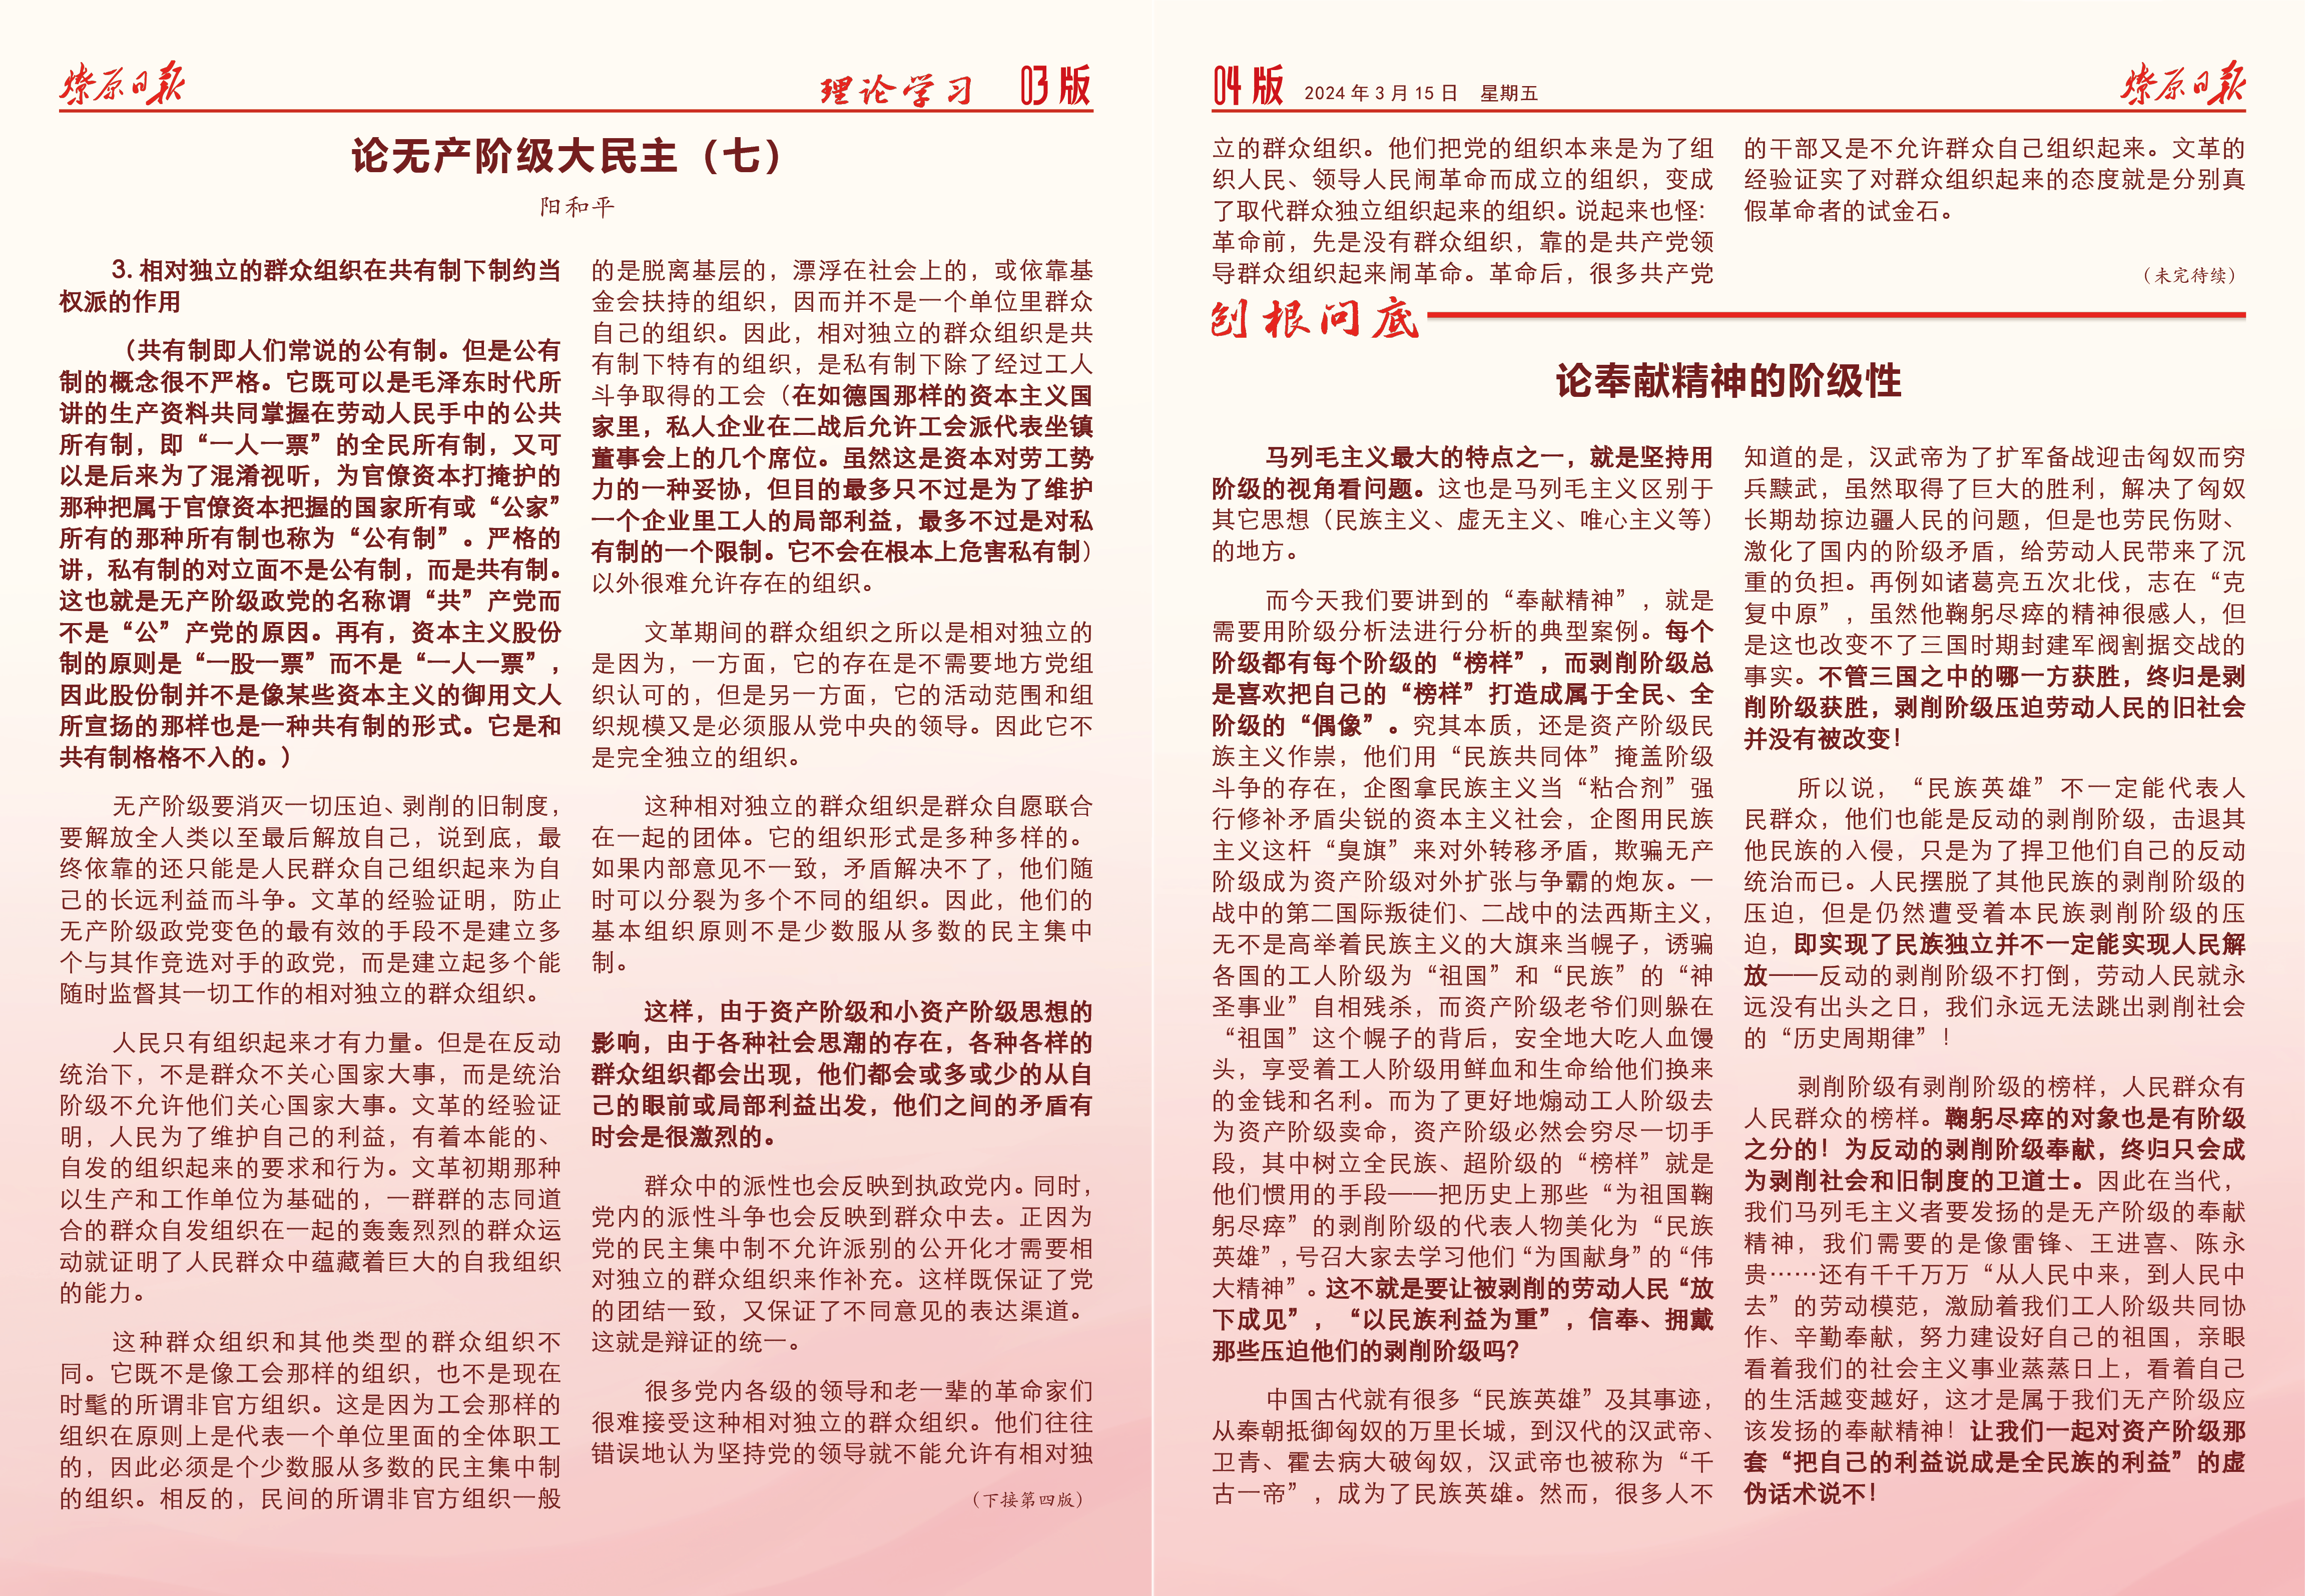 燎原日报
理论学习
03版
论无产阶级大民主（七）
阳和平
3.相对独立的群众组织在共有制下制约当
权派的作用
（共有制即人们常说的公有制。但是公有
制的概念很不严格。它既可以是毛泽东时代所
讲的生产资料共同掌握在劳动人民手中的公共
所有制，即“一人一票”的全民所有制，又可
以是后来为了混淆视听，为官僚资本打掩护的
那种把属于官僚资本把握的国家所有或“公家”
所有的那种所有制也称为“公有制”。严格的
讲，私有制的对立面不是公有制，而是共有制。
这也就是无产阶级政党的名称谓“共”产党而
不是“公”产党的原因。再有，资本主义股份
制的原则是“一股一票”而不是“一人一票”，
因此股份制并不是像某些资本主义的御用文人
所宣扬的那样也是一种共有制的形式。它是和
共有制格格不入的。）
无产阶级要消灭一切压迫、剥削的旧制度，
要解放全人类以至最后解放自己，说到底，最
终依靠的还只能是人民群众自己组织起来为自
己的长远利益而斗争。文革的经验证明，防止
无产阶级政党变色的最有效的手段不是建立多
个与其作竞选对手的政党，而是建立起多个能
随时监督其一切工作的相对独立的群众组织。
人民只有组织起来才有力量。但是在反动
统治下，不是群众不关心国家大事，而是统治
阶级不允许他们关心国家大事。文革的经验证
明，人民为了维护自己的利益，有着本能的、
自发的组织起来的要求和行为。文革初期那种
以生产和工作单位为基础的，一群群的志同道
合的群众自发组织在一起的轰轰烈烈的群众运
动就证明了人民群众中蕴藏着巨大的自我组织
的能力。
这种群众组织和其他类型的群众组织不
同。它既不是像工会那样的组织，也不是现在
时髦的所谓非官方组织。这是因为工会那样的
组织在原则上是代表一个单位里面的全体职工
的，因此必须是个少数服从多数的民主集中制
的组织。相反的，民间的所谓非官方组织一般
的是脱离基层的，漂浮在社会上的，或依靠基
金会扶持的组织，因而并不是一个单位里群众
自己的组织。因此，相对独立的群众组织是共
有制下特有的组织，是私有制下除了经过工人
斗争取得的工会（在如德国那样的资本主义国
家里，私人企业在二战后允许工会派代表坐镇
董事会上的几个席位。虽然这是资本对劳工势
力的一种妥协，但目的最多只不过是为了维护
一个企业里工人的局部利益，最多不过是对私
有制的一个限制。它不会在根本上危害私有制）
以外很难允许存在的组织。
文革期间的群众组织之所以是相对独立的
是因为，一方面，它的存在是不需要地方党组
织认可的，但是另一方面，它的活动范围和组
织规模又是必须服从党中央的领导。因此它不
是完全独立的组织。
这种相对独立的群众组织是群众自愿联合
在一起的团体。它的组织形式是多种多样的。
如果内部意见不一致，矛盾解决不了，他们随
时可以分裂为多个不同的组织。因此，他们的
基本组织原则不是少数服从多数的民主集中
制。
这样，由于资产阶级和小资产阶级思想的
影响，由于各种社会思潮的存在，各种各样的
群众组织都会出现，他们都会或多或少的从自
己的眼前或局部利益出发，他们之间的矛盾有
时会是很激烈的。
群众中的派性也会反映到执政党内。同时，
党内的派性斗争也会反映到群众中去。正因为
党的民主集中制不允许派别的公开化才需要相
对独立的群众组织来作补充。这样既保证了党
的团结一致，又保证了不同意见的表达渠道。
这就是辩证的统一。
很多党内各级的领导和老一辈的革命家们
很难接受这种相对独立的群众组织。他们往往
错误地认为坚持党的领导就不能允许有相对独
（下接第四版）
04版
2024年3月15日 星期五
燎原日报
立的群众组织。他们把党的组织本来是为了组
织人民、领导人民闹革命而成立的组织，变成
了取代群众独立组织起来的组织。说起来也怪：
革命前，先是没有群众组织，靠的是共产党领
导群众组织起来闹革命。革命后，很多共产党
的干部又是不允许群众自己组织起来。文革的
经验证实了对群众组织起来的态度就是分别真
假革命者的试金石。
（未完待续）
刨根问底
论奉献精神的阶级性
马列毛主义最大的特点之一，就是坚持用
阶级的视角看问题。这也是马列毛主义区别于
其它思想（民族主义、虚无主义、唯心主义等）
的地方。
而今天我们要讲到的“奉献精神”，就是
需要用阶级分析法进行分析的典型案例。每个
阶级都有每个阶级的“榜样”，而剥削阶级总
是喜欢把自己的“榜样”打造成属于全民、全
阶级的“偶像”。究其本质，还是资产阶级民
族主义作祟，他们用“民族共同体”掩盖阶级
斗争的存在，企图拿民族主义当“粘合剂”强
行修补矛盾尖锐的资本主义社会，企图用民族
主义这杆“臭旗”来对外转移矛盾，欺骗无产
阶级成为资产阶级对外扩张与争霸的炮灰。一
战中的第二国际叛徒们、二战中的法西斯主义，
无不是高举着民族主义的大旗来当幌子，诱骗
各国的工人阶级为“祖国”和“民族”的“神
圣事业”自相残杀，而资产阶级老爷们则躲在
“祖国”这个幌子的背后，安全地大吃人血馒
头，享受着工人阶级用鲜血和生命给他们换来
的金钱和名利。而为了更好地煽动工人阶级去
为资产阶级卖命，资产阶级必然会穷尽一切手
段，其中树立全民族、超阶级的“榜样”就是
他们惯用的手段——把历史上那些“为祖国鞠
躬尽瘁”的剥削阶级的代表人物美化为“民族
英雄”，号召大家去学习他们“为国献身”的“伟
大精神”。这不就是要让被剥削的劳动人民“放
下成见”，“以民族利益为重”，信奉、拥戴
那些压迫他们的剥削阶级吗？
中国古代就有很多“民族英雄”及其事迹，
从秦朝抵御匈奴的万里长城，到汉代的汉武帝、
卫青、霍去病大破匈奴，汉武帝也被称为“千
古一帝”，成为了民族英雄。然而，很多人不
知道的是，汉武帝为了扩军备战迎击匈奴而穷
兵黩武，虽然取得了巨大的胜利，解决了匈奴
长期劫掠边疆人民的问题，但是也劳民伤财、
激化了国内的阶级矛盾，给劳动人民带来了沉
重的负担。再例如诸葛亮五次北伐，志在“克
复中原”，虽然他鞠躬尽瘁的精神很感人，但
是这也改变不了三国时期封建军阀割据交战的
事实。不管三国之中的哪一方获胜，终归是剥
削阶级获胜，剥削阶级压迫劳动人民的旧社会
并没有被改变！
所以说，“民族英雄”不一定能代表人
民群众，他们也能是反动的剥削阶级，击退其
他民族的入侵，只是为了捍卫他们自己的反动
统治而已。人民摆脱了其他民族的剥削阶级的
压迫，但是仍然遭受着本民族剥削阶级的压
迫，即实现了民族独立并不一定能实现人民解
放——反动的剥削阶级不打倒，劳动人民就永
远没有出头之日，我们永远无法跳出剥削社会
的“历史周期律”！
剥削阶级有剥削阶级的榜样，人民群众有
人民群众的榜样。鞠躬尽瘁的对象也是有阶级
之分的！为反动的剥削阶级奉献，终归只会成
为剥削社会和旧制度的卫道士。因此在当代，
我们马列毛主义者要发扬的是无产阶级的奉献
精神，我们需要的是像雷锋、王进喜、陈永
贵……还有千千万万“从人民中来，到人民中
去”的劳动模范，激励着我们工人阶级共同协
作、辛勤奉献，努力建设好自己的祖国，亲眼
看着我们的社会主义事业蒸蒸日上，看着自己
的生活越变越好，这才是属于我们无产阶级应
该发扬的奉献精神！让我们一起对资产阶级那
套“把自己的利益说成是全民族的利益”的虚
伪话术说不！